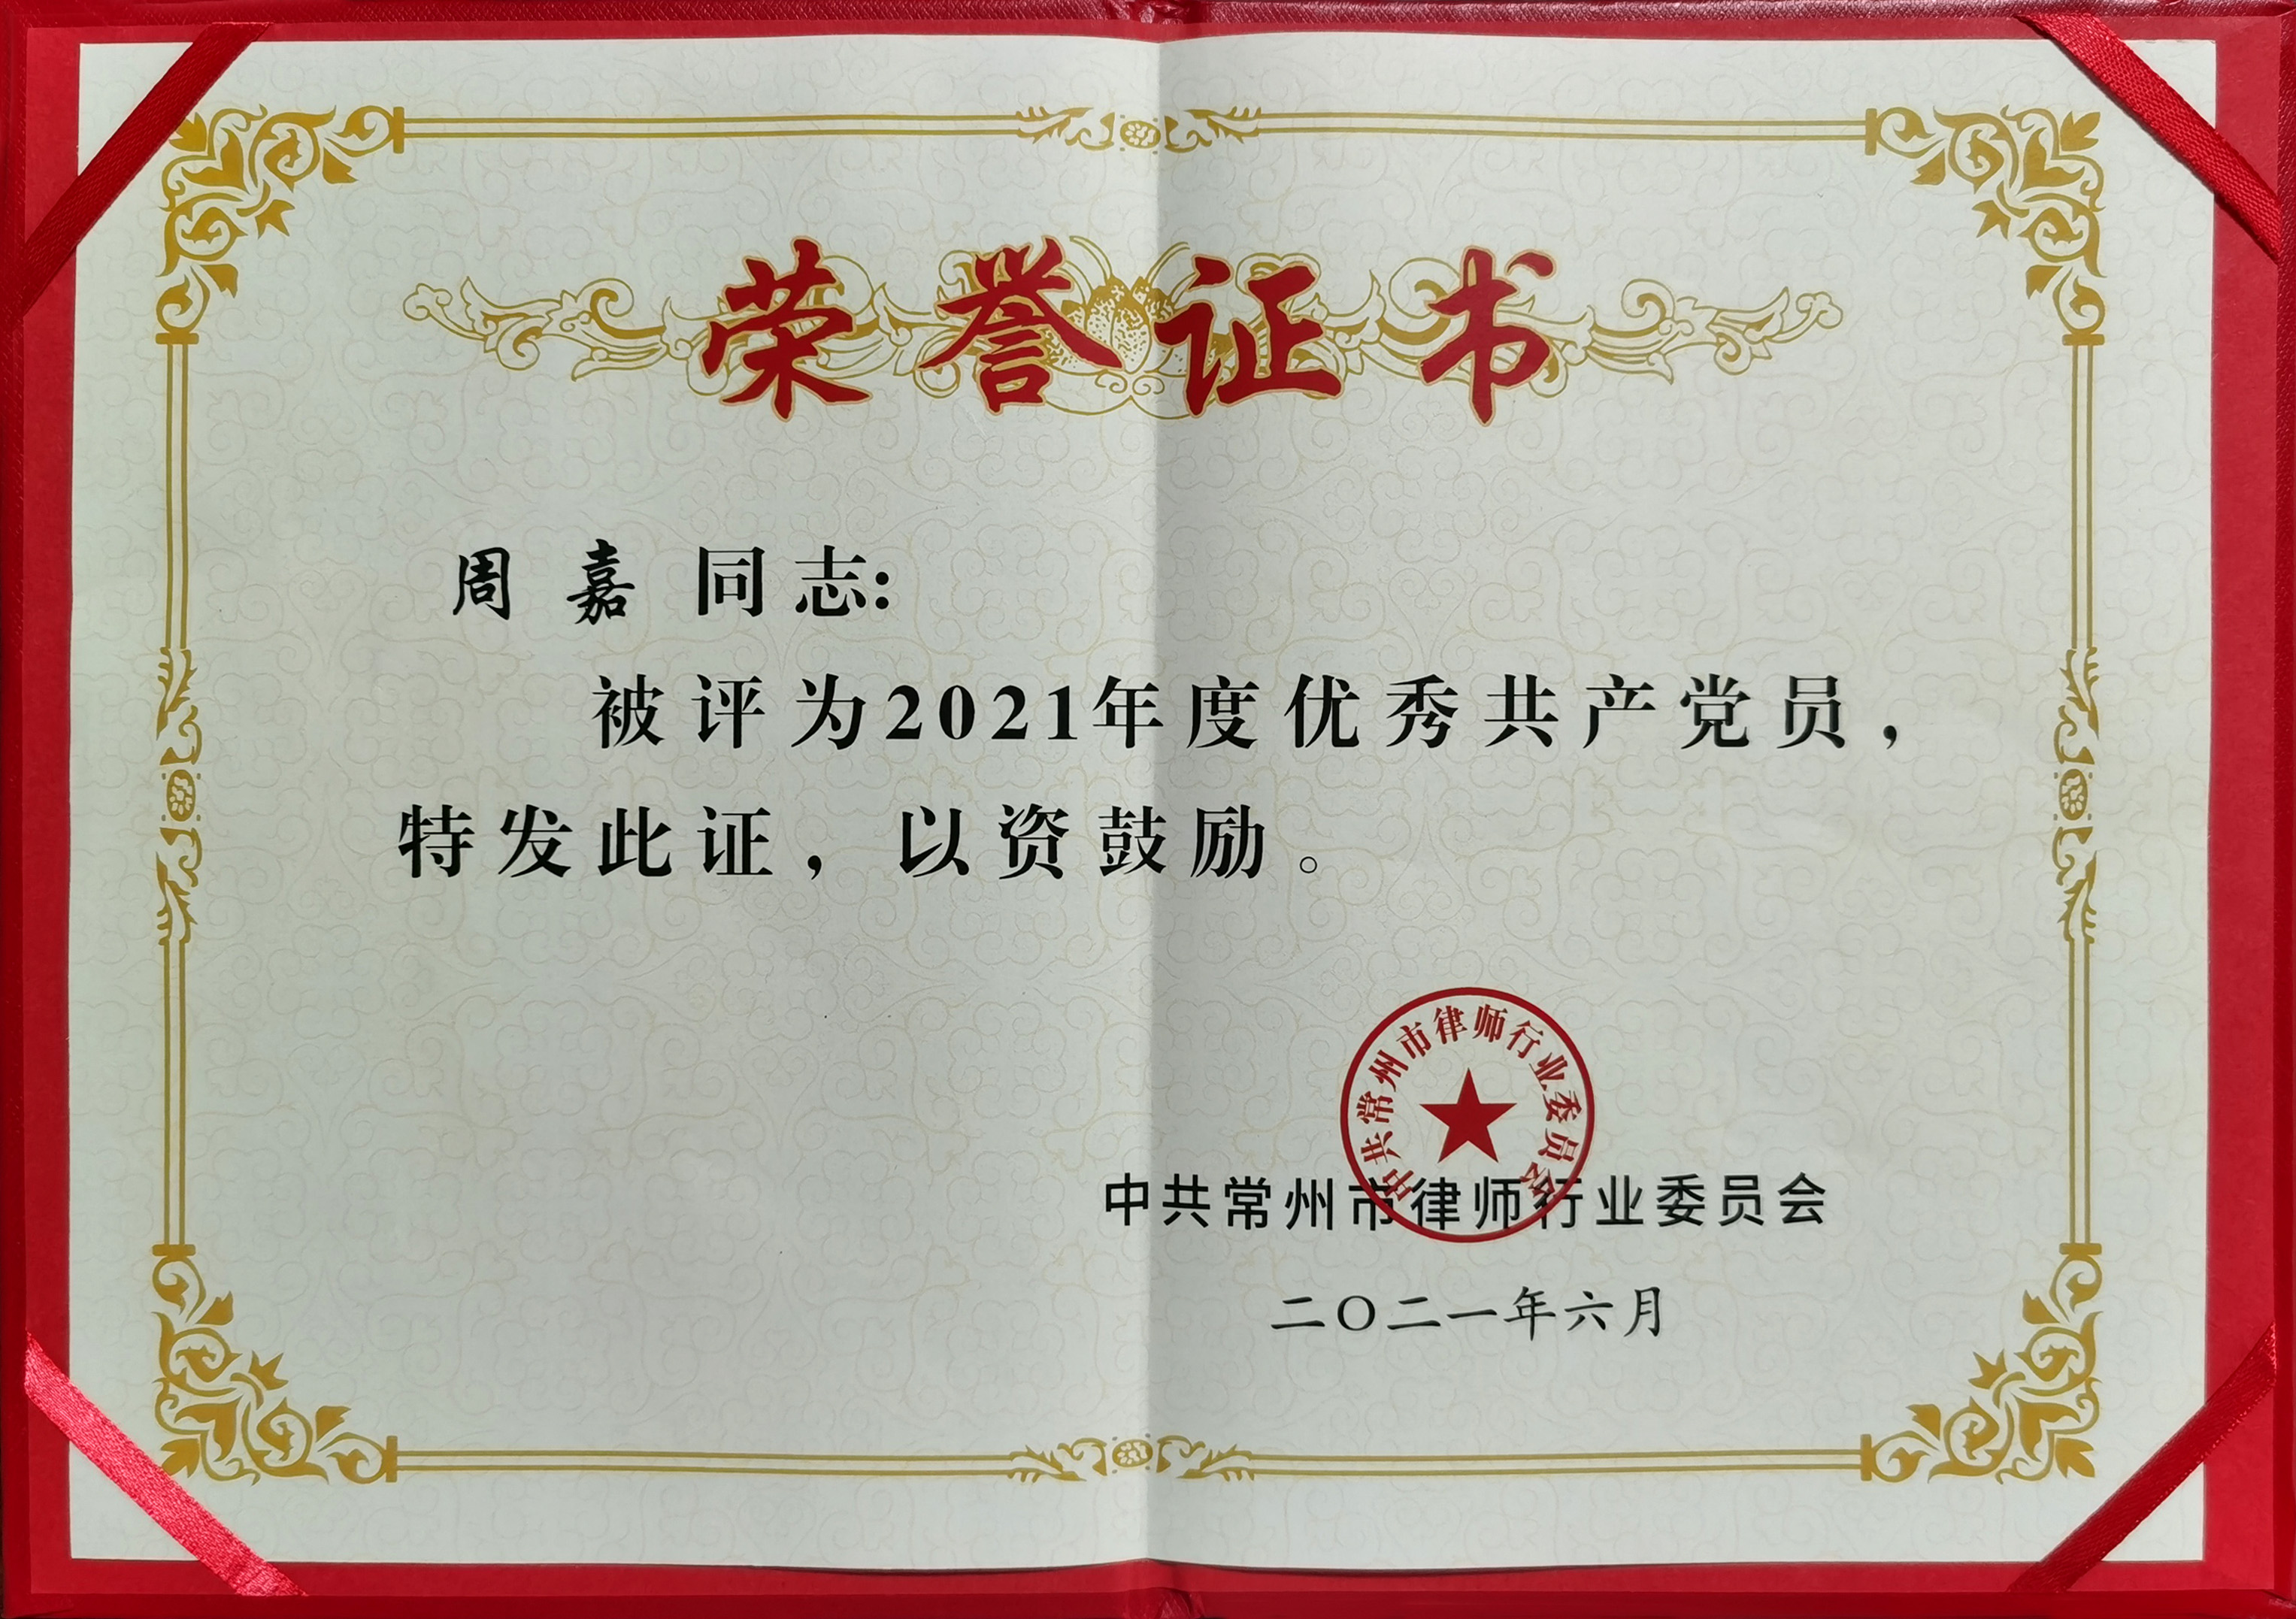 荣誉证书
周嘉同志:
被评为2021年度优秀共产党员，
特发此证，以资鼓励。
中共常州市律师行业委员会
中共常州市律师行业委员会
二〇二一年六月